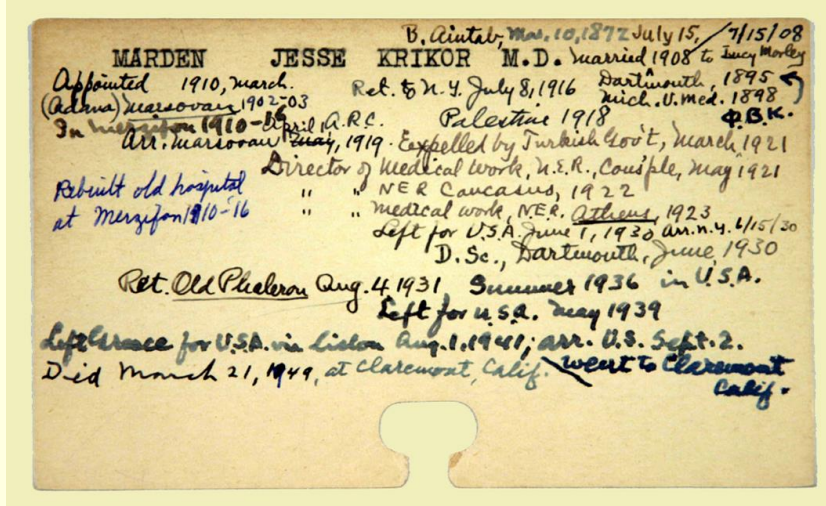 B. Aintab, Mar. 10, 1872 July 15, / 7/15/08
MARDEN JESSE KRIKOR M.D. married 1908 to Lucy Morley
Appointed 1910, March. Ret. to N.Y. July 8, 1916 Dartmouth, 1895
(Adana) Marsovan 1902-03 Mich. U. Med. 1898
In Merzifon 1910-16 April 1, A.R.C. Palestine 1918 Φ.B.K.
Arr. Marsovan May, 1919. Expelled by Turkish Gov't, March, 1921
Director of Medical Work, N.E.R., Cons'ple, May 1921
Rebuilt old hospital " " NER Caucasus, 1922
at Merzifon 1910-16 " " medical work, N.E.R. Athens, 1923
Left for U.S.A. June 1, 1930 arr. n.y. 6/15/30
D. Sc., Dartmouth, June, 1930
Ret. Old Phaleron Aug. 4 1931 Summer 1936 in U.S.A.
Left for U.S.A. May 1939
Left Greece for U.S.A. via Lisbon Aug. 1, 1941; arr. U.S. Sept. 2.
Died March 21, 1949, at Claremont, Calif. \ went to Claremont
Calif.